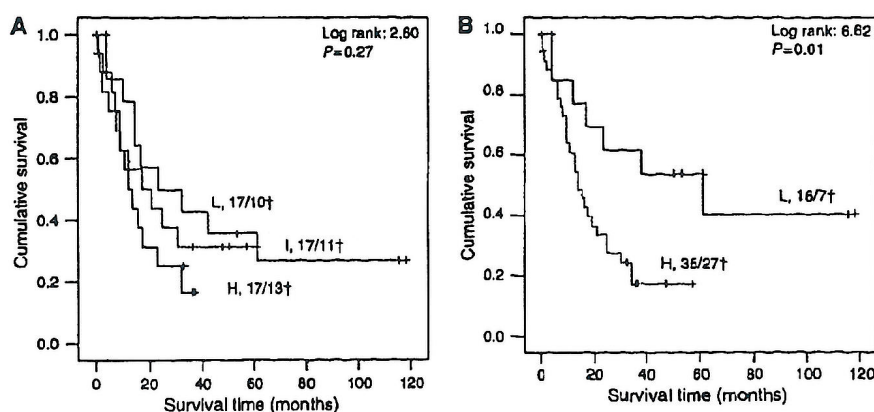 A
Log rank: 2.60
P=0.27
Cumulative survival
1.0
0.8
0.6
0.4
0.2
0.0
L, 17/10†
I, 17/11†
H, 17/13†
0 20 40 60 80 100 120
Survival time (months)
B
Log rank: 6.62
P=0.01
Cumulative survival
1.0
0.8
0.6
0.4
0.2
0.0
L, 16/7†
H, 35/27†
0 20 40 60 80 100 120
Survival time (months)